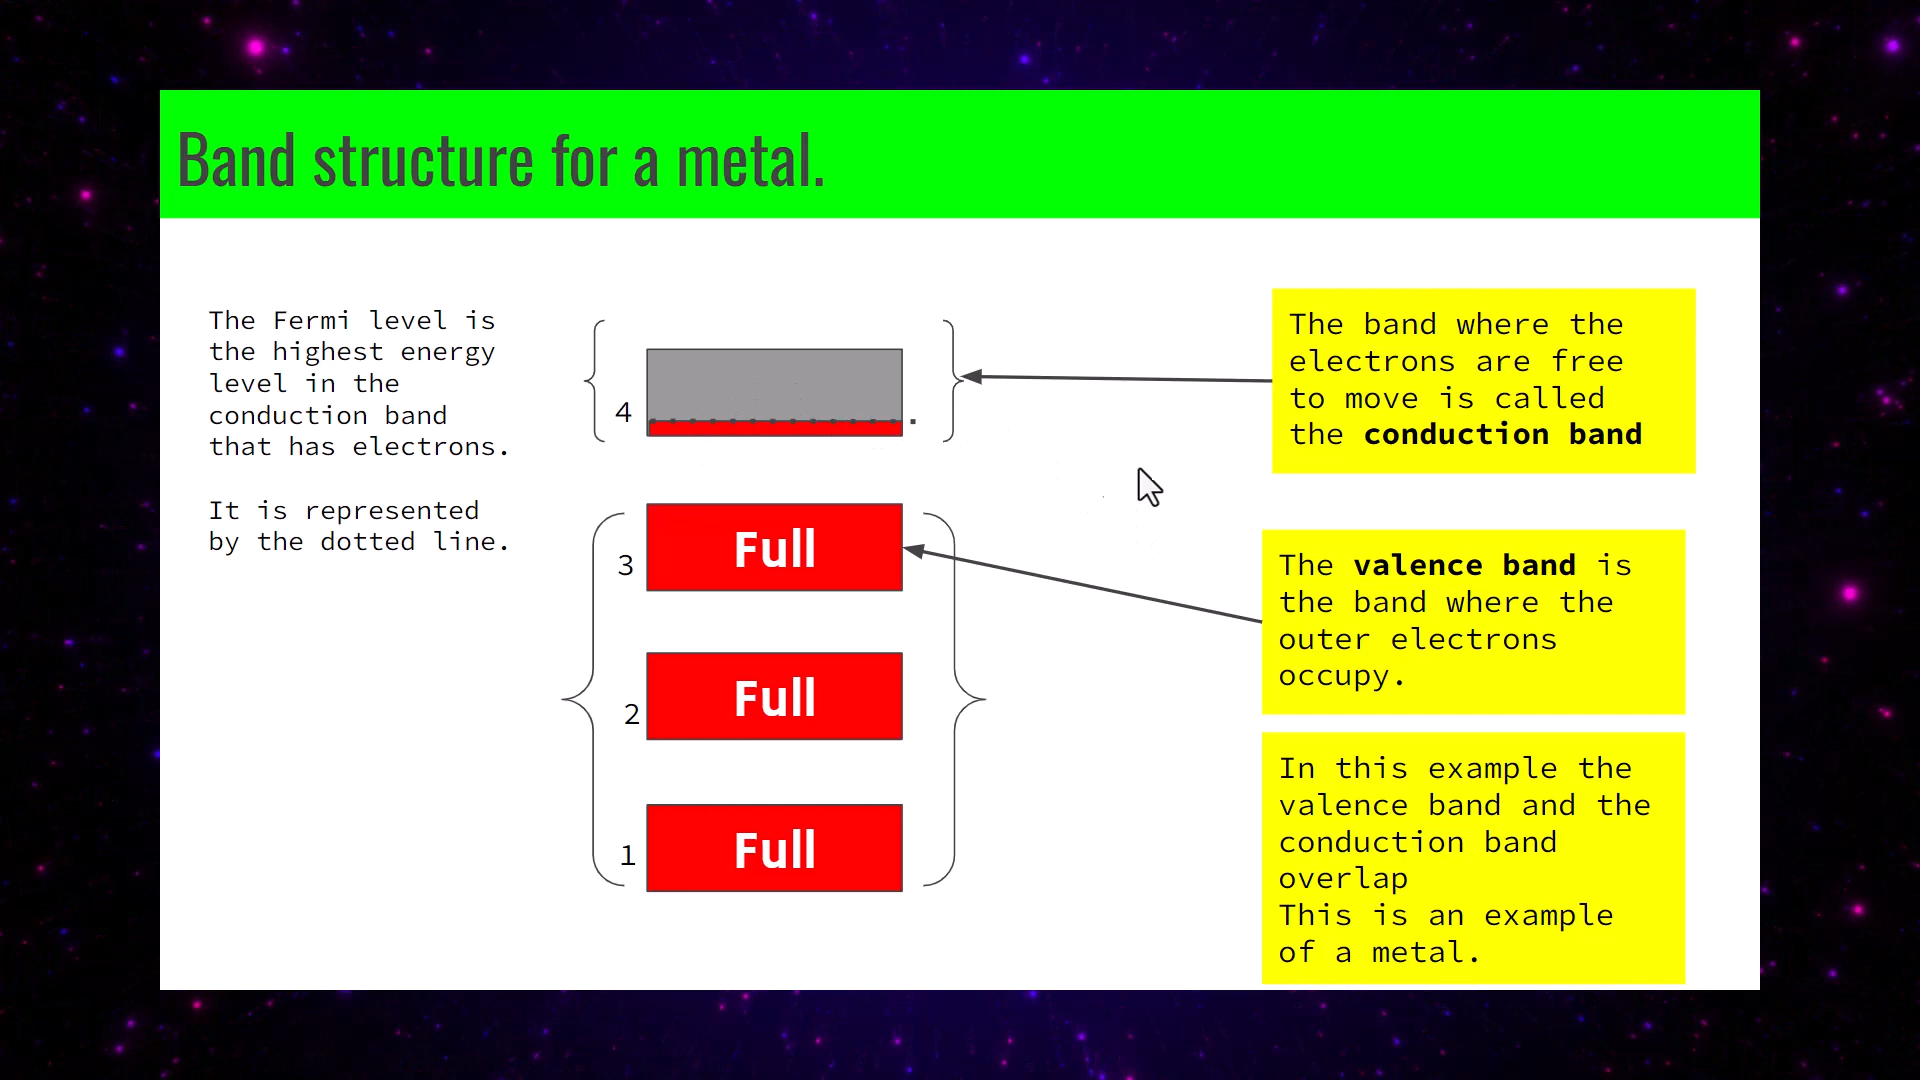 Band structure for a metal.
The Fermi level is
the highest energy
level in the
conduction band
that has electrons.
It is represented
by the dotted line.
4
3
Full
2
Full
1
Full
The band where the
electrons are free
to move is called
the conduction band
The valence band is
the band where the
outer electrons
occupy.
In this example the
valence band and the
conduction band
overlap
This is an example
of a metal.